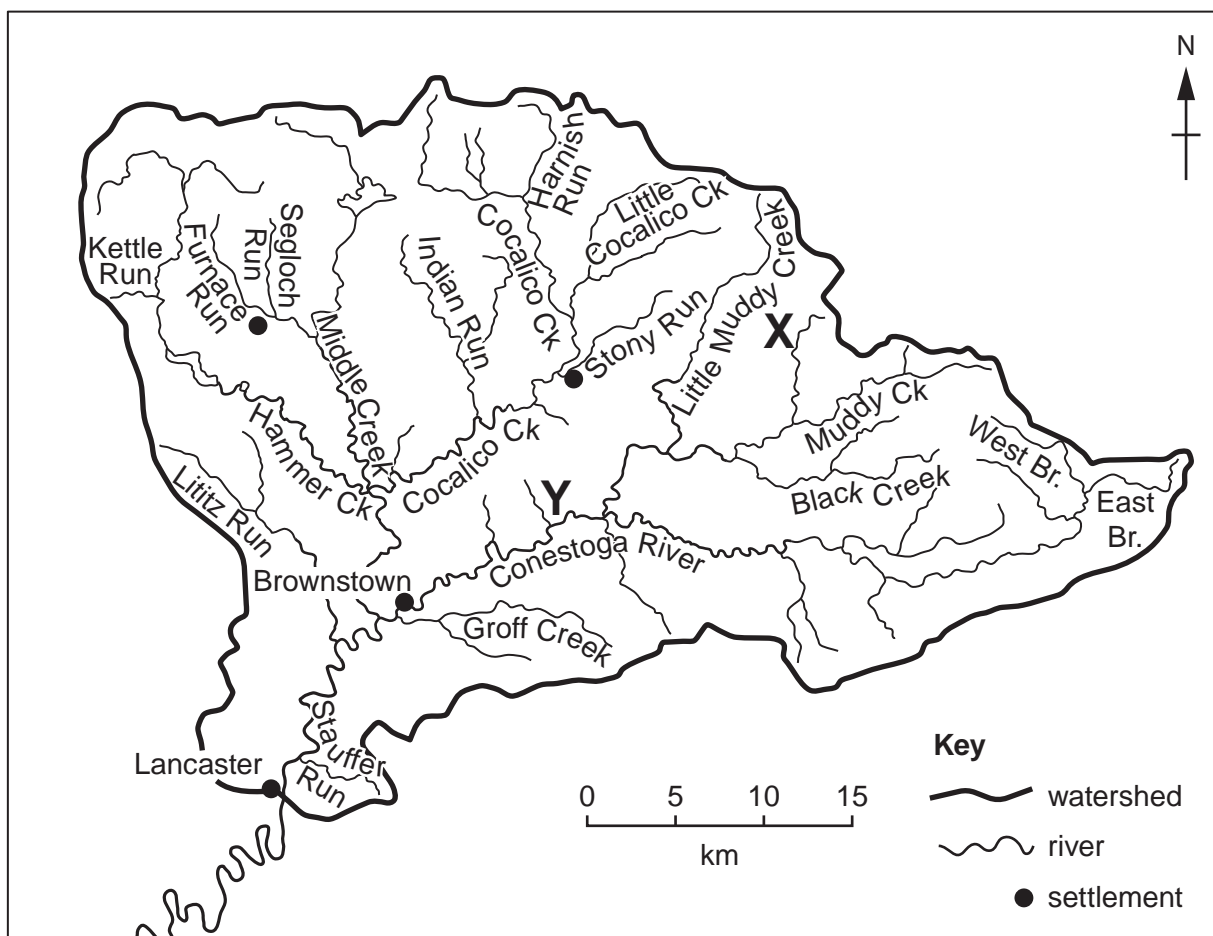 N
Harnish
Run
Little
Cocalico Ck
Cocalico Ck
Creek
Little Muddy
Segloch
Run
Kettle
Run
Furnace
Run
Indian Run
X
Stony Run
Middle Creek
Muddy Ck
Hammer Ck
Cocalico Ck
West Br.
Lititz Run
Y
Black Creek
East
Br.
Conestoga River
Brownstown
Groff Creek
Stauffer
Run
Lancaster
Key
0 5 10 15
km
watershed
river
settlement